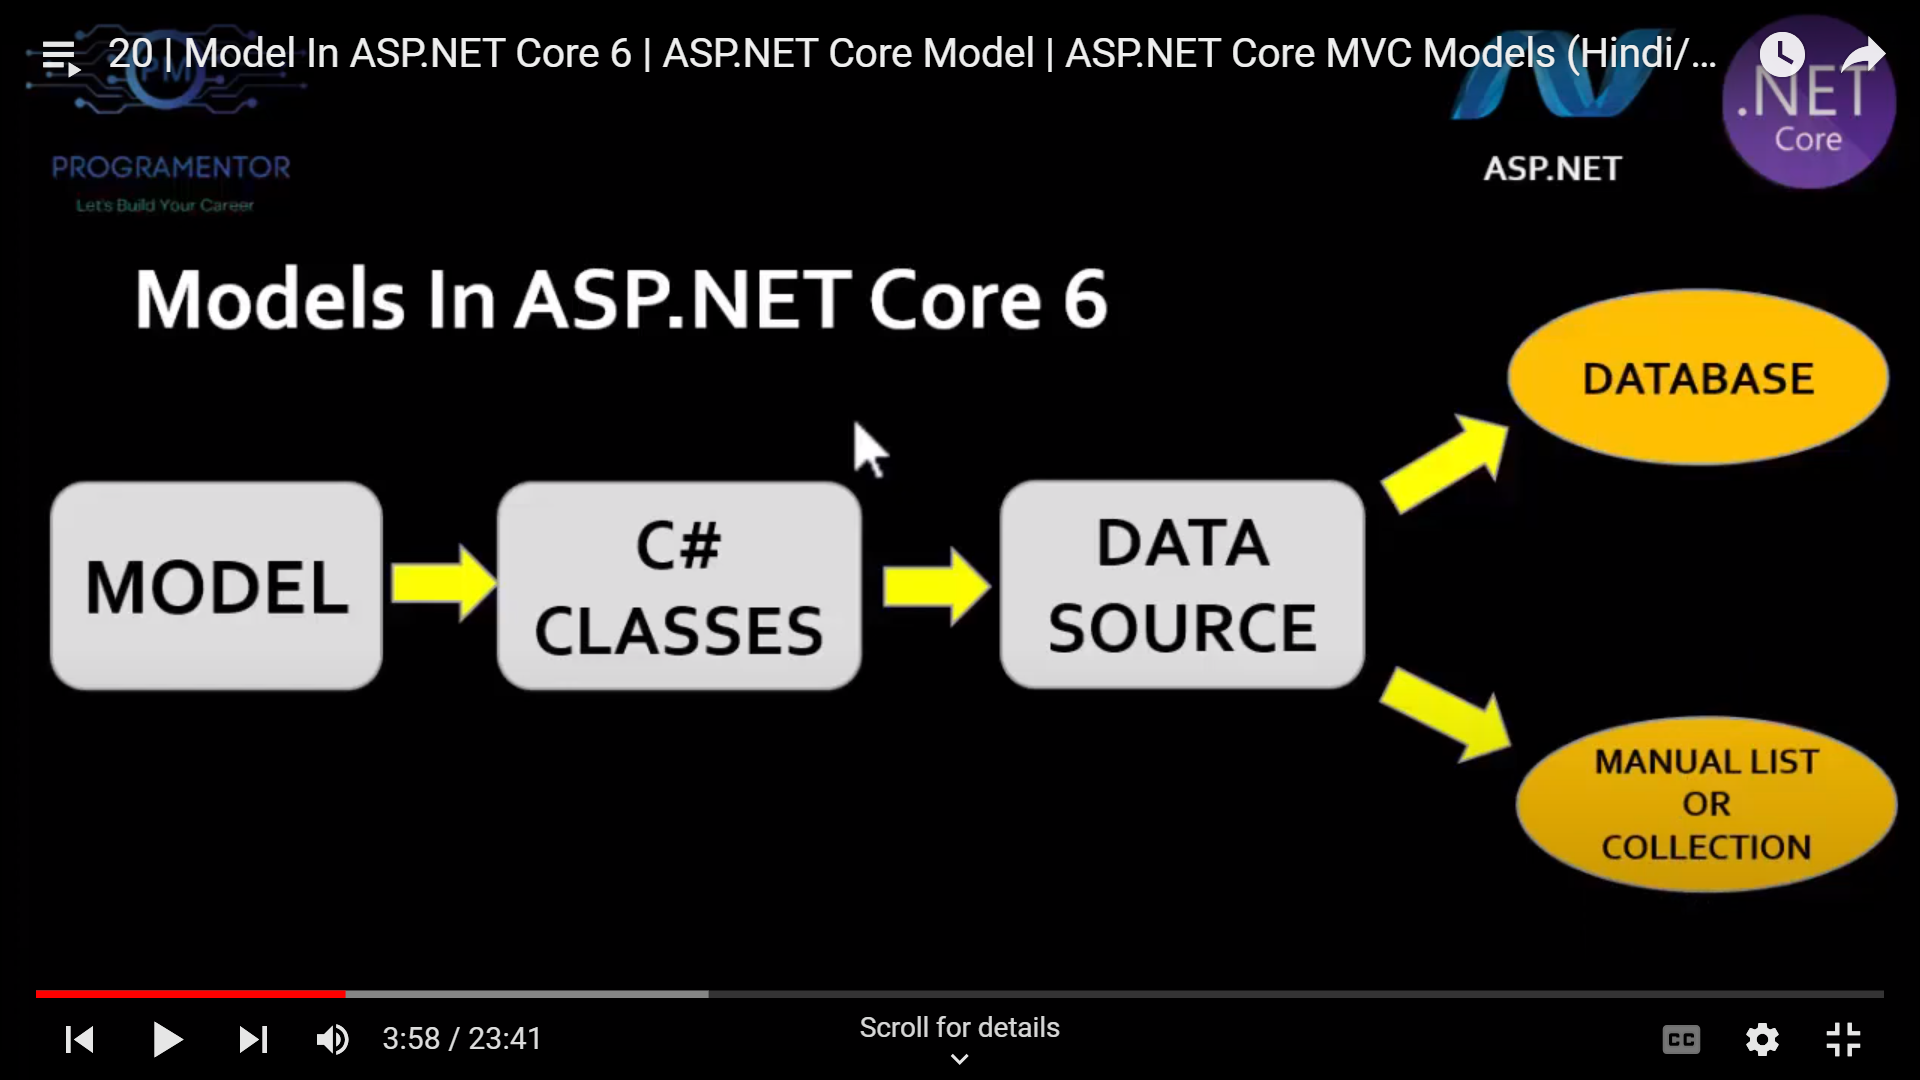 20 | Model In ASP.NET Core 6 | ASP.NET Core Model | ASP.NET Core MVC Models (Hindi/...
PM
PROGRAMENTOR
Let's Build Your Career
ASP.NET
.NET
Core
Models In ASP.NET Core 6
DATABASE
MODEL
C#
CLASSES
DATA
SOURCE
MANUAL LIST
OR
COLLECTION
3:58 / 23:41
Scroll for details
CC